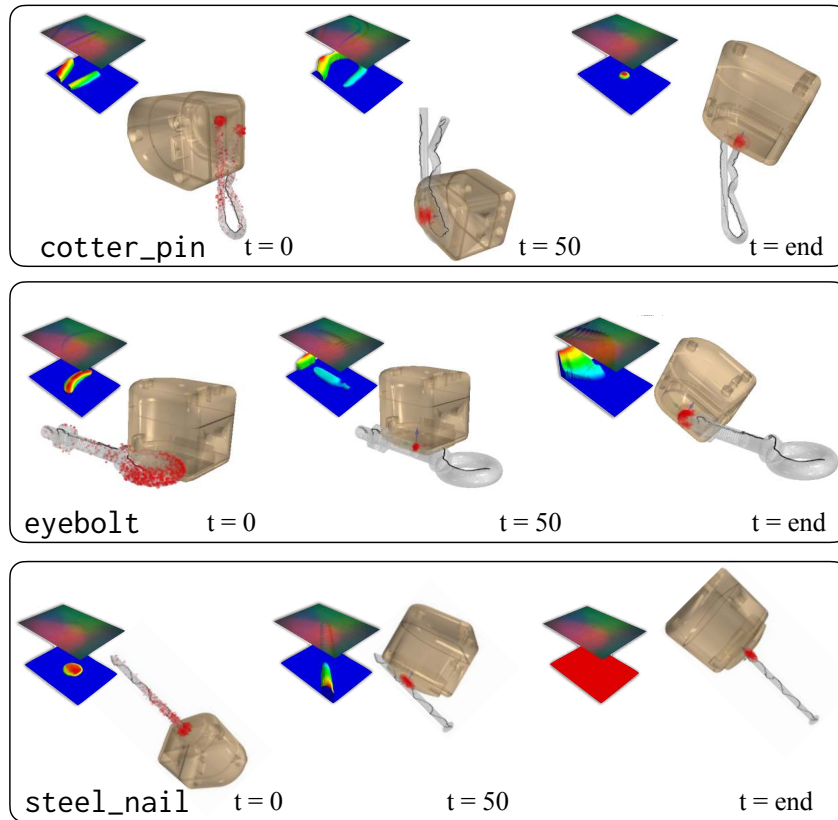 cotter_pin t = 0 t = 50 t = end
eyebolt t = 0 t = 50 t = end
steel_nail t = 0 t = 50 t = end